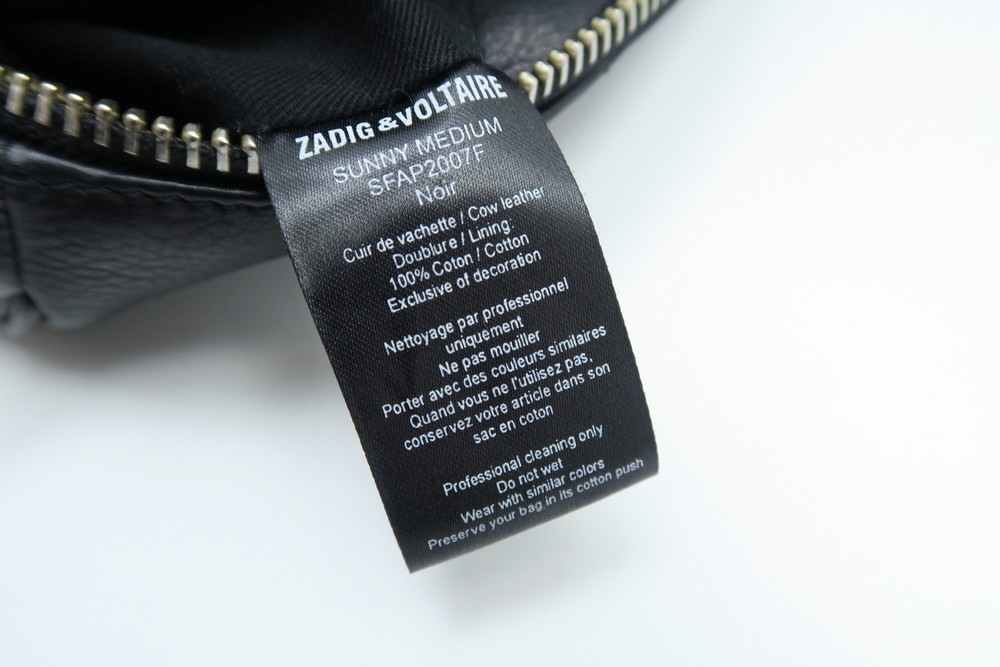 ZADIG & VOLTAIRE
SUNNY MEDIUM
SFAP2007F
Noir
Cuir de vachette / Cow leather
Doublure / Lining:
100% Coton / Cotton
Exclusive of decoration
Nettoyage par professionnel
uniquement
Ne pas mouiller
Porter avec des couleurs similaires
Quand vous ne l'utilisez pas,
conservez votre article dans son
sac en coton
Professional cleaning only
Do not wet
Wear with similar colors
Preserve your bag in its cotton push